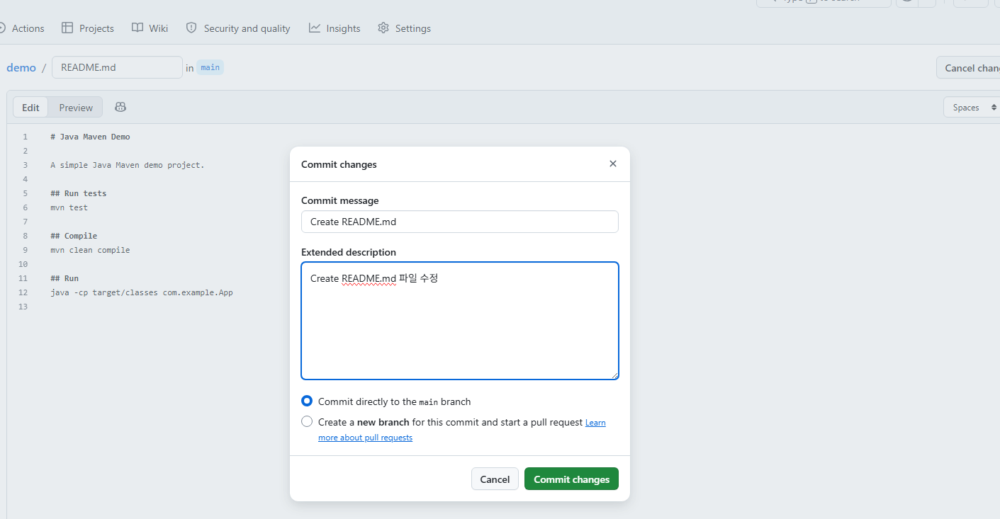 Actions Projects Wiki Security and quality Insights Settings
demo / README.md in main
Edit Preview
Spaces
1 # Java Maven Demo
2
3 A simple Java Maven demo project.
4
5 ## Run tests
6 mvn test
7
8 ## Compile
9 mvn clean compile
10
11 ## Run
12 java -cp target/classes com.example.App
13
Commit changes
Commit message
Create README.md
Extended description
Create README.md 파일 수정
Commit directly to the main branch
Create a new branch for this commit and start a pull request Learn
more about pull requests
Cancel Commit changes